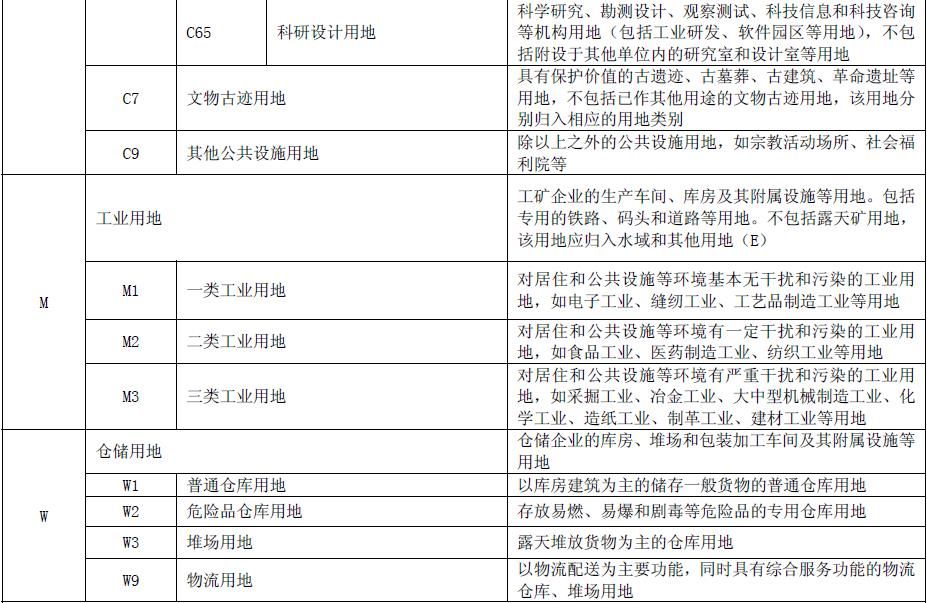 C65 科研设计用地 科学研究、勘测设计、观察测试、科技信息和科技咨询
等机构用地（包括工业研发、软件园区等用地），不包
括附设于其他单位内的研究室和设计室等用地
C7 文物古迹用地 具有保护价值的古遗迹、古墓葬、古建筑、革命遗址等
用地，不包括已作其他用途的文物古迹用地，该用地分
别归入相应的用地类别
C9 其他公共设施用地 除以上之外的公共设施用地，如宗教活动场所、社会福
利院等
M 工业用地 工矿企业的生产车间、库房及其附属设施等用地。包括
专用的铁路、码头和道路等用地。不包括露天矿用地，
该用地应归入水域和其他用地（E）
M1 一类工业用地 对居住和公共设施等环境基本无干扰和污染的工业用
地，如电子工业、缝纫工业、工艺品制造工业等用地
M2 二类工业用地 对居住和公共设施等环境有一定干扰和污染的工业用
地，如食品工业、医药制造工业、纺织工业等用地
M3 三类工业用地 对居住和公共设施等环境有严重干扰和污染的工业用
地，如采掘工业、冶金工业、大中型机械制造工业、化
学工业、造纸工业、制革工业、建材工业等用地
W 仓储用地 仓储企业的库房、堆场和包装加工车间及其附属设施等
用地
W1 普通仓库用地 以库房建筑为主的储存一般货物的普通仓库用地
W2 危险品仓库用地 存放易燃、易爆和剧毒等危险品的专用仓库用地
W3 堆场用地 露天堆放货物为主的仓库用地
W9 物流用地 以物流配送为主要功能，同时具有综合服务功能的物流
仓库、堆场用地